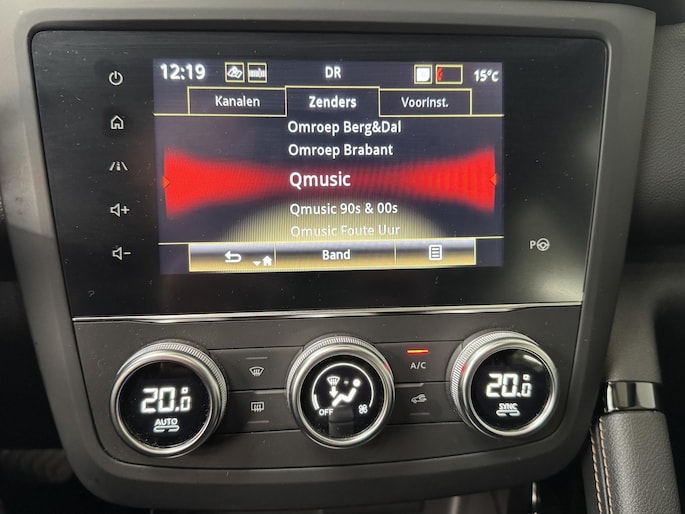 12:19 DR 15°C
Kanalen Zenders Voorinst.
Omroep Berg&Dal
Omroep Brabant
Qmusic
Qmusic 90s & 00s
Qmusic Foute Uur
Band
P
A/C
20.0 20.0
AUTO OFF SYNC